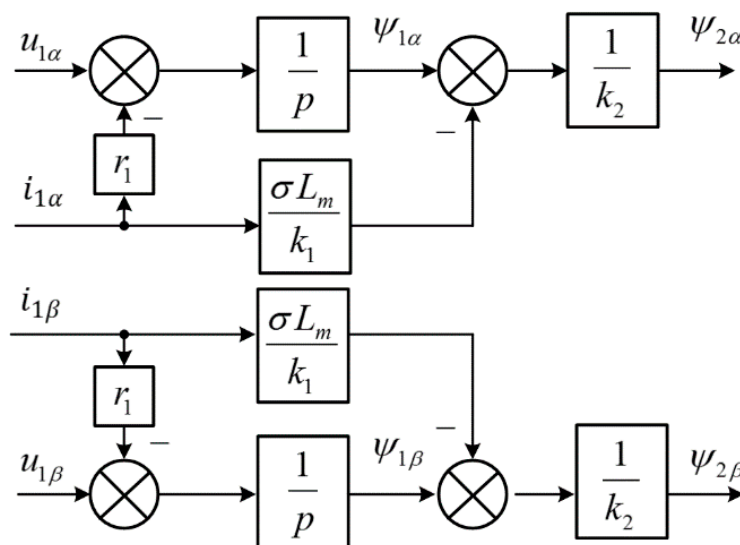 u₁α
−
r₁
i₁α
1/p
ψ₁α
−
σLₘ/k₁
1/k₂
ψ₂α
i₁β
r₁
−
u₁β
σLₘ/k₁
−
1/p
ψ₁β
1/k₂
ψ₂β